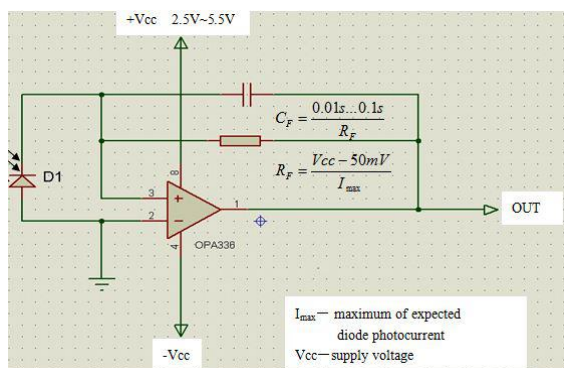 +Vcc 2.5V~5.5V
C_F = 0.01s...0.1s / R_F
R_F = Vcc − 50mV / I_max
D1
8
3
+
2
−
1
4
OPA336
OUT
-Vcc
I_max— maximum of expected
diode photocurrent
Vcc—supply voltage